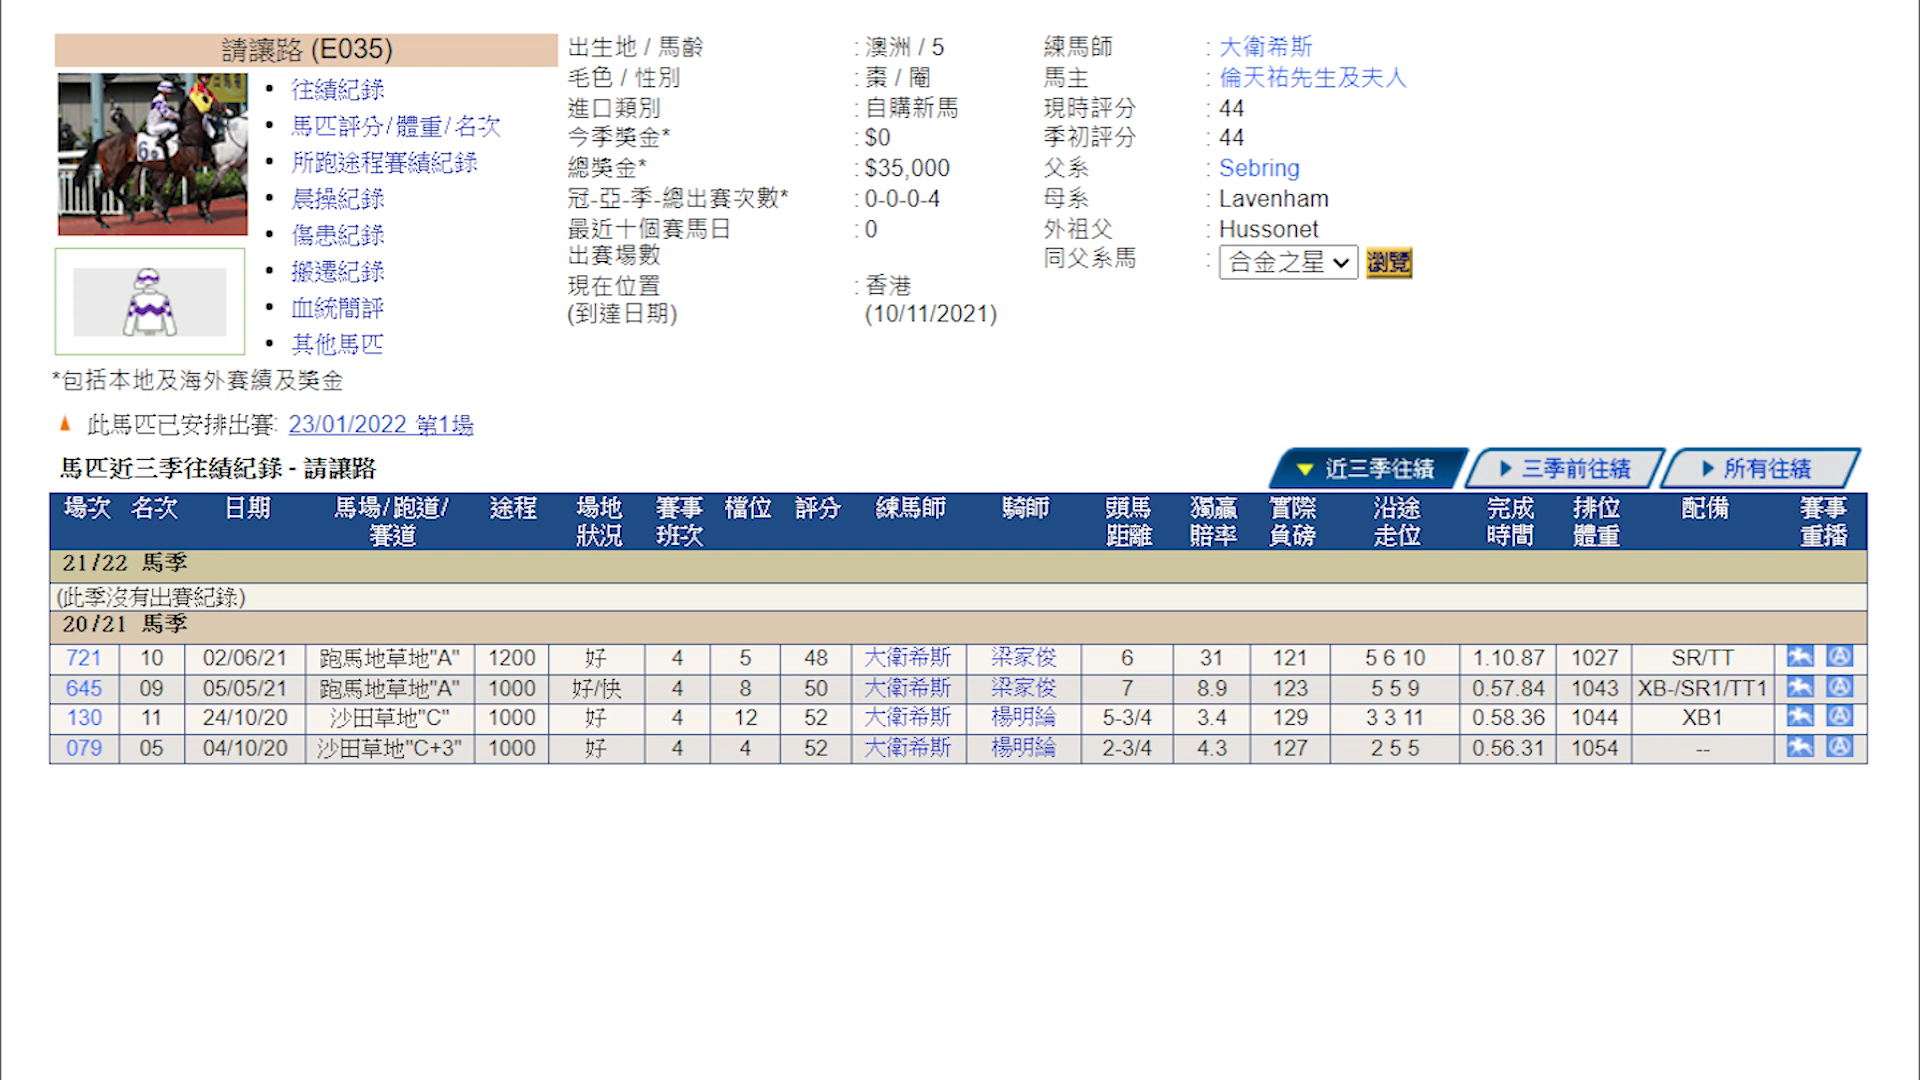 請讓路 (E035)
往績紀錄
馬匹評分/體重/名次
所跑途程賽績紀錄
晨操紀錄
傷患紀錄
搬遷紀錄
血統簡評
其他馬匹
出生地 / 馬齡 : 澳洲 / 5
毛色 / 性別 : 棗 / 閹
進口類別 : 自購新馬
今季獎金* : $0
總獎金* : $35,000
冠-亞-季-總出賽次數* : 0-0-0-4
最近十個賽馬日 : 0
出賽場數
現在位置 : 香港
(到達日期) (10/11/2021)
練馬師 : 大衛希斯
馬主 : 倫天祐先生及夫人
現時評分 : 44
季初評分 : 44
父系 : Sebring
母系 : Lavenham
外祖父 : Hussonet
同父系馬 : 合金之星 瀏覽
*包括本地及海外賽績及獎金
此馬匹已安排出賽: 23/01/2022 第1場
馬匹近三季往績紀錄 - 請讓路
近三季往績 三季前往績 所有往績
場次 名次 日期 馬場/跑道/ 途程 場地 賽事 檔位 評分 練馬師 騎師 頭馬 獨贏 實際 沿途 完成 排位 配備 賽事
賽道 狀況 班次 距離 賠率 負磅 走位 時間 體重 重播
21/22 馬季
(此季沒有出賽紀錄)
20/21 馬季
721 10 02/06/21 跑馬地草地"A" 1200 好 4 5 48 大衛希斯 梁家俊 6 31 121 5 6 10 1.10.87 1027 SR/TT
645 09 05/05/21 跑馬地草地"A" 1000 好/快 4 8 50 大衛希斯 梁家俊 7 8.9 123 5 5 9 0.57.84 1043 XB-/SR1/TT1
130 11 24/10/20 沙田草地"C" 1000 好 4 12 52 大衛希斯 楊明綸 5-3/4 3.4 129 3 3 11 0.58.36 1044 XB1
079 05 04/10/20 沙田草地"C+3" 1000 好 4 4 52 大衛希斯 楊明綸 2-3/4 4.3 127 2 5 5 0.56.31 1054 --